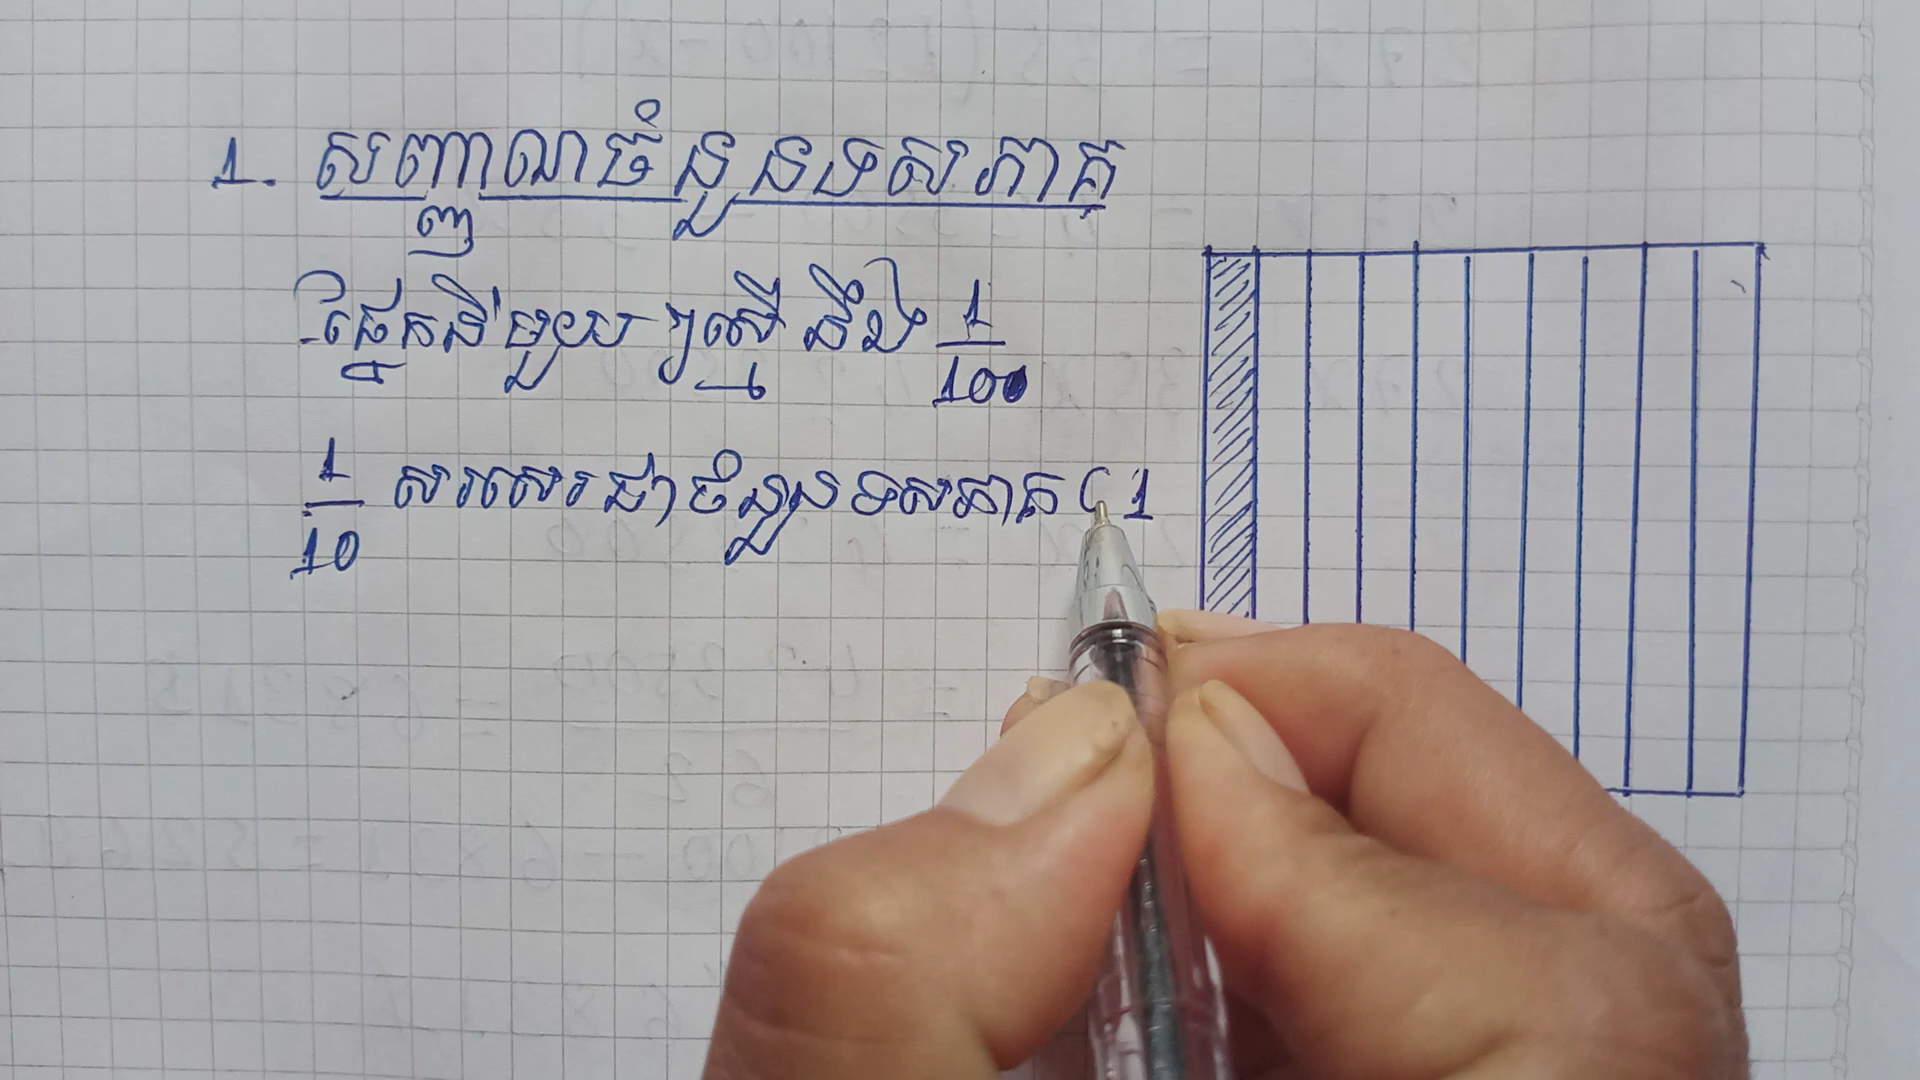 1. សញ្ញាណចំនួនទសភាគ
-ផ្នែកនីមួយៗស្មើនឹង 1/100
1/10 សរសេរជាចំនួនទសភាគ 1